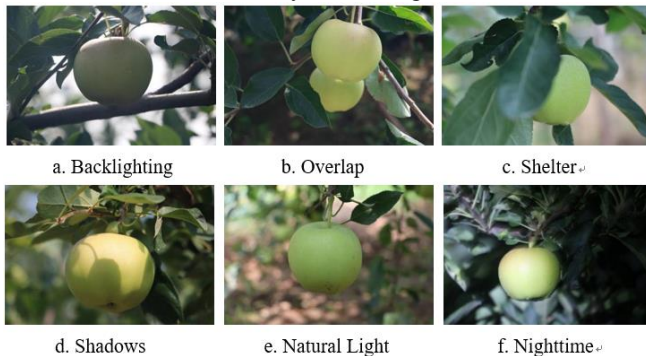 a. Backlighting
b. Overlap
c. Shelter
d. Shadows
e. Natural Light
f. Nighttime